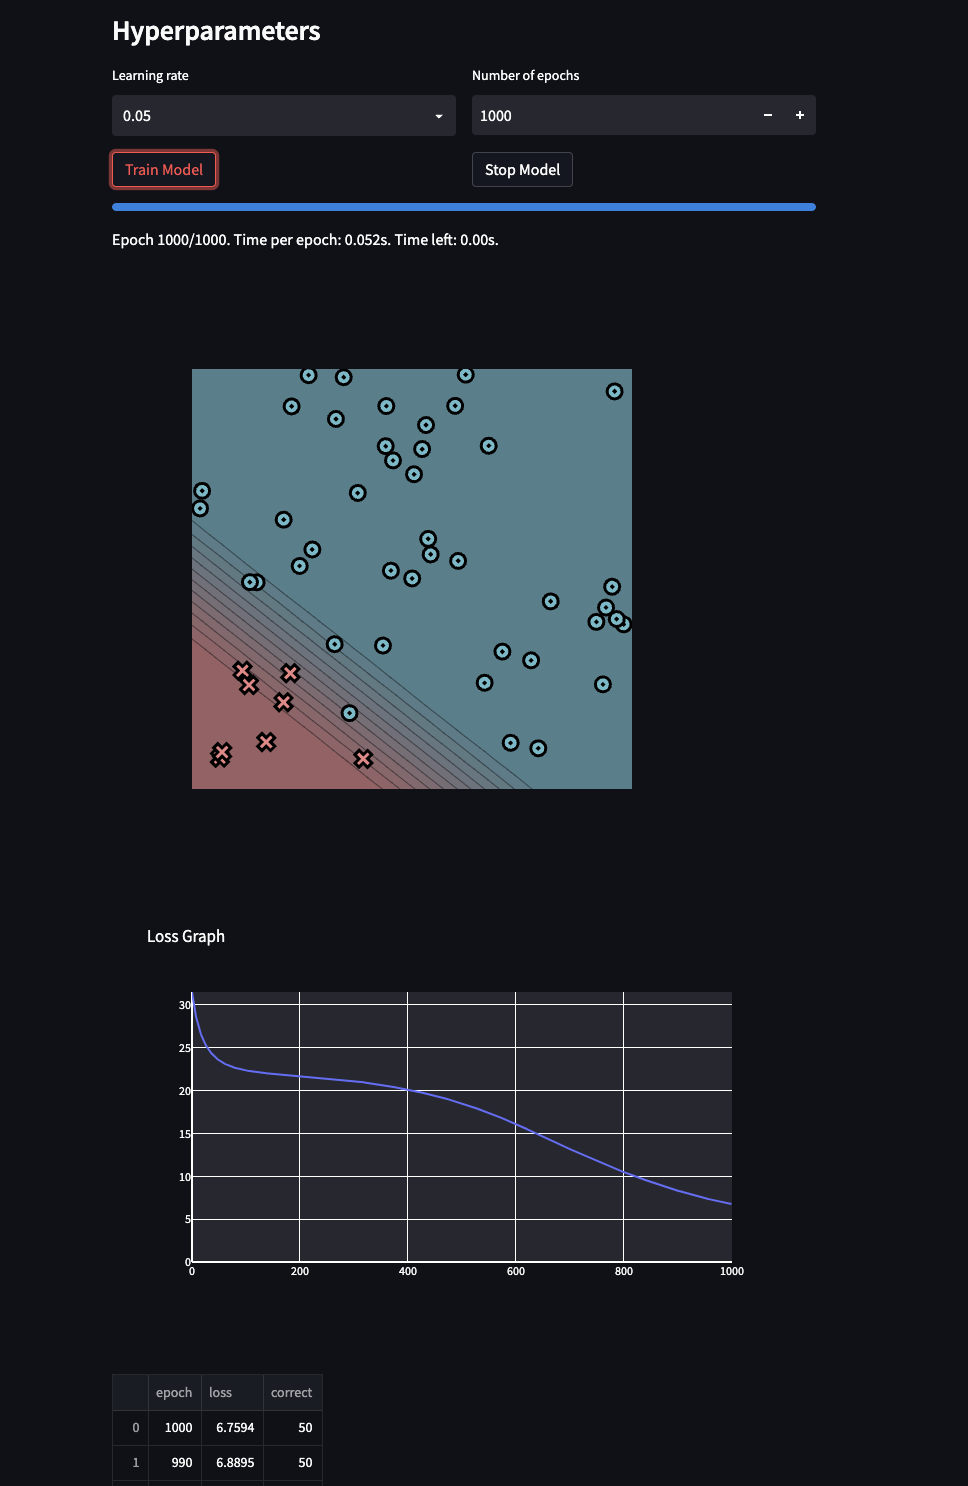 Hyperparameters
Learning rate
Number of epochs
0.05
1000
Train Model
Stop Model
Epoch 1000/1000. Time per epoch: 0.052s. Time left: 0.00s.
Loss Graph
30
25
20
15
10
5
0
0 200 400 600 800 1000
epoch loss correct
0 1000 6.7594 50
1 990 6.8895 50